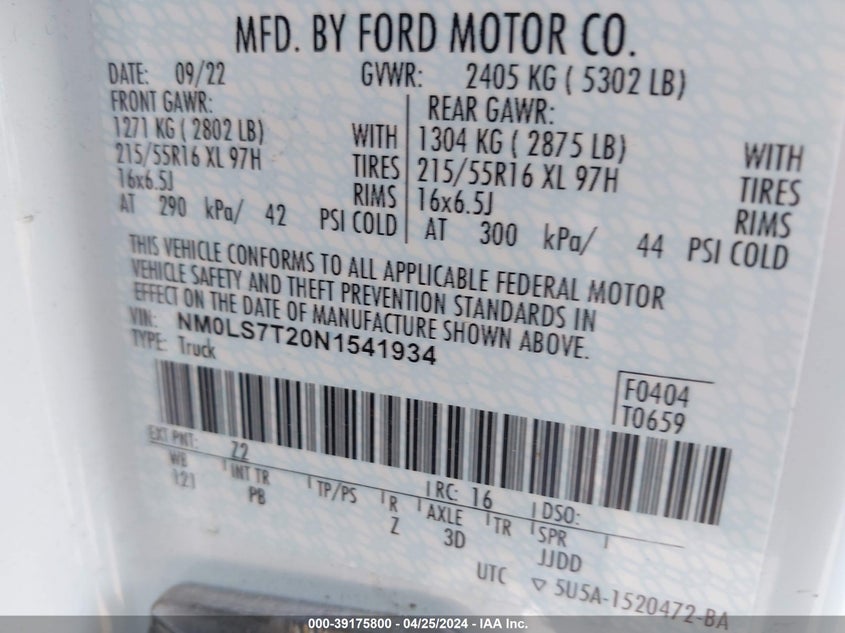 MFD. BY FORD MOTOR CO.
DATE: 09/22 GVWR: 2405 KG ( 5302 LB)
FRONT GAWR: REAR GAWR:
1271 KG ( 2802 LB) WITH 1304 KG ( 2875 LB) WITH
215/55R16 XL 97H TIRES 215/55R16 XL 97H TIRES
16x6.5J RIMS 16x6.5J RIMS
AT 290 kPa/ 42 PSI COLD AT 300 kPa/ 44 PSI COLD
THIS VEHICLE CONFORMS TO ALL APPLICABLE FEDERAL MOTOR
VEHICLE SAFETY AND THEFT PREVENTION STANDARDS IN
EFFECT ON THE DATE OF MANUFACTURE SHOWN ABOVE.
VIN: NM0LS7T20N1541934
TYPE: Truck
F0404
T0659
EXT PNT: Z2 RC: 16 DSO:
WB INT TR TP/PS R AXLE TR SPR
121 PB Z 3D JJDD
UTC ▽ 5U5A-1520472-BA
000-39175800 / 04/25/2024 - IAA Inc.